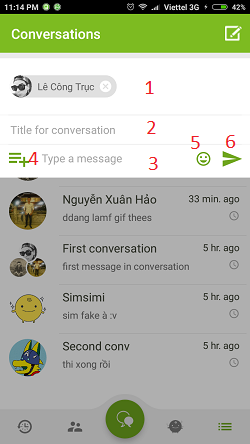 11:14 PM ... Viettel 3G 42%
Conversations
Lê Công Trục 1
Title for conversation 2
4 Type a message 3 5 6
Nguyễn Xuân Hảo 33 min. ago
ddang lamf gif thees
First conversation 5 hr. ago
first message in conversation
Simsimi 5 hr. ago
sim fake à :v
Second conv 5 hr. ago
thi xong rồi